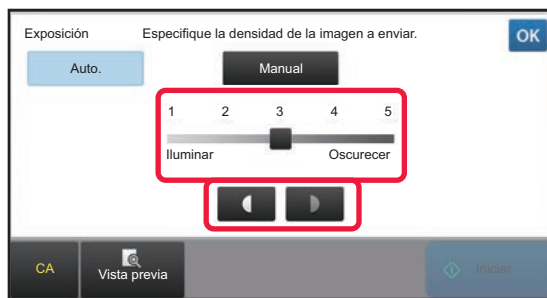 Exposición Especifique la densidad de la imagen a enviar. OK
Auto. Manual
1 2 3 4 5
Iluminar Oscurecer
CA Vista previa Iniciar